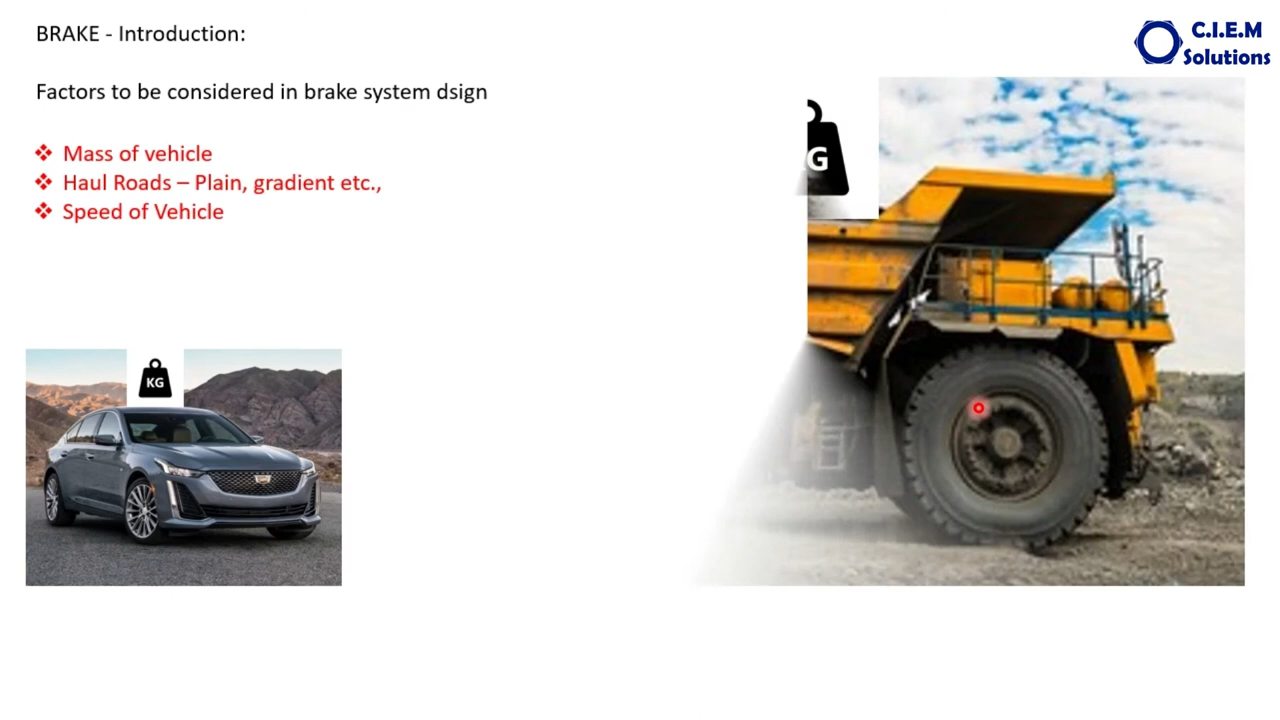 BRAKE - Introduction:
C.I.E.M
Solutions
Factors to be considered in brake system dsign
❖ Mass of vehicle
❖ Haul Roads – Plain, gradient etc.,
❖ Speed of Vehicle
G
KG